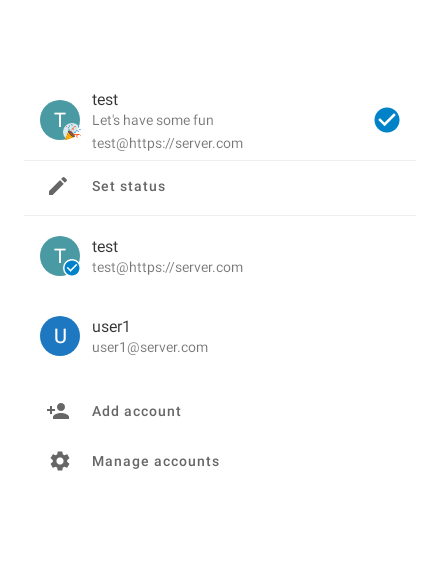 T
test
Let's have some fun
test@https://server.com
Set status
T
test
test@https://server.com
U
user1
user1@server.com
Add account
Manage accounts